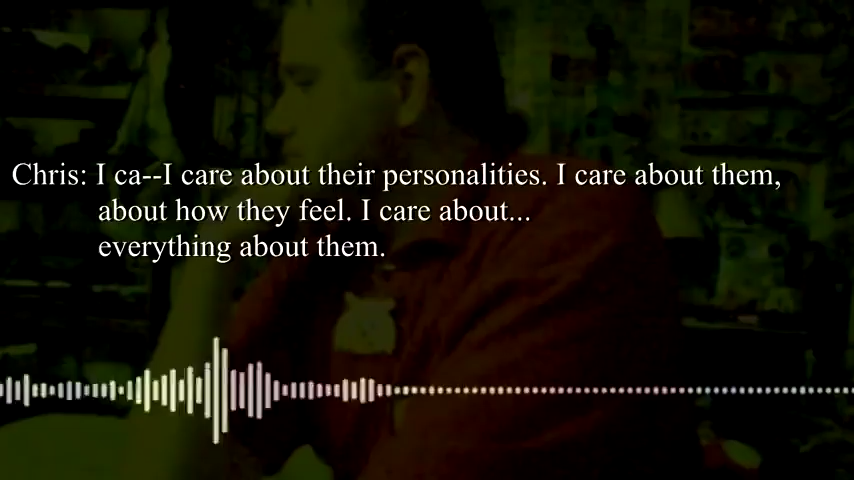 Chris: I ca--I care about their personalities. I care about them,
about how they feel. I care about...
everything about them.